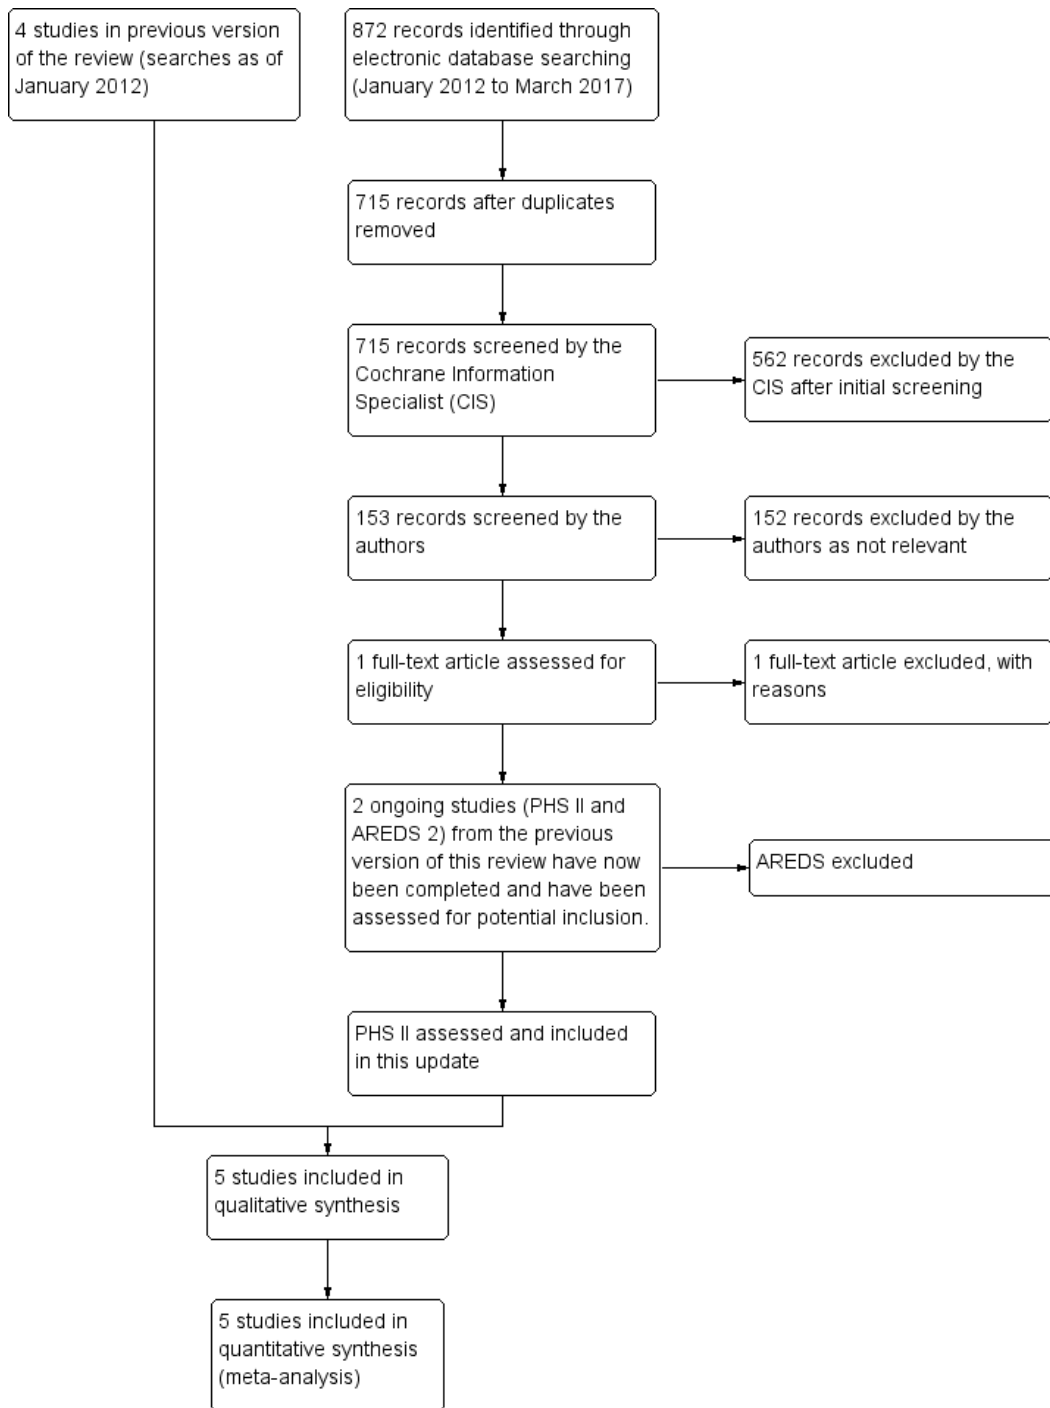 4 studies in previous version
of the review (searches as of
January 2012)
872 records identified through
electronic database searching
(January 2012 to March 2017)
715 records after duplicates
removed
715 records screened by the
Cochrane Information
Specialist (CIS)
562 records excluded by the
CIS after initial screening
153 records screened by the
authors
152 records excluded by the
authors as not relevant
1 full-text article assessed for
eligibility
1 full-text article excluded, with
reasons
2 ongoing studies (PHS II and
AREDS 2) from the previous
version of this review have now
been completed and have been
assessed for potential inclusion.
AREDS excluded
PHS II assessed and included
in this update
5 studies included in
qualitative synthesis
5 studies included in
quantitative synthesis
(meta-analysis)